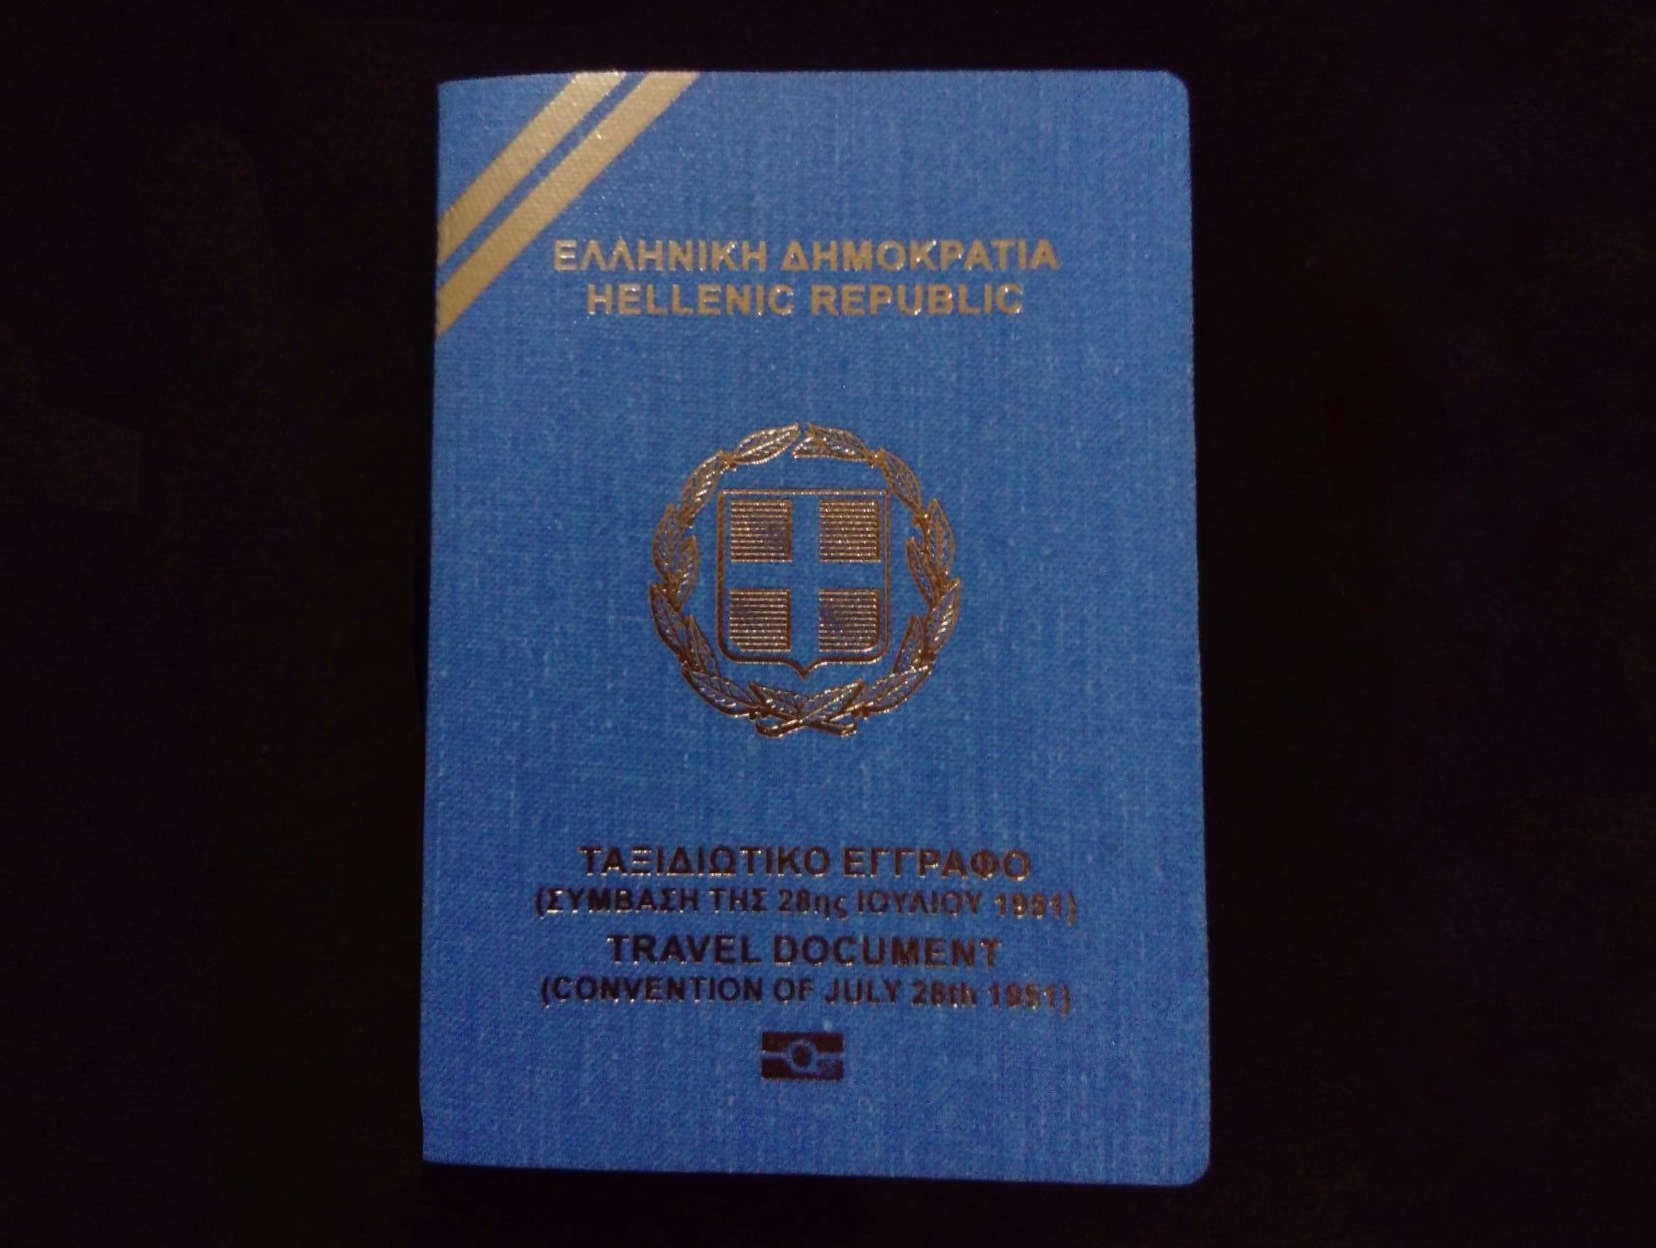 ΕΛΛΗΝΙΚΗ ΔΗΜΟΚΡΑΤΙΑ
HELLENIC REPUBLIC
ΤΑΞΙΔΙΩΤΙΚΟ ΕΓΓΡΑΦΟ
(ΣΥΜΒΑΣΗ ΤΗΣ 28ης ΙΟΥΛΙΟΥ 1951)
TRAVEL DOCUMENT
(CONVENTION OF JULY 28th 1951)